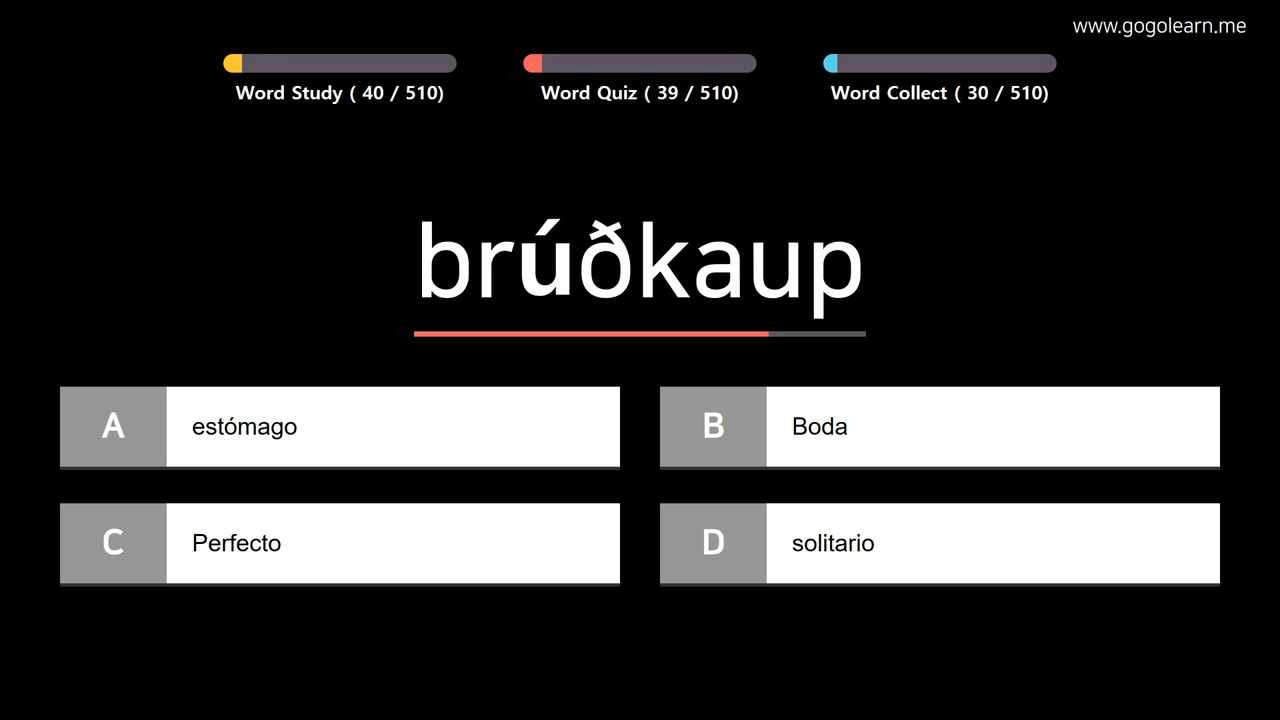 www.gogolearn.me
Word Study ( 40 / 510)
Word Quiz ( 39 / 510)
Word Collect ( 30 / 510)
brúðkaup
A estómago
B Boda
C Perfecto
D solitario